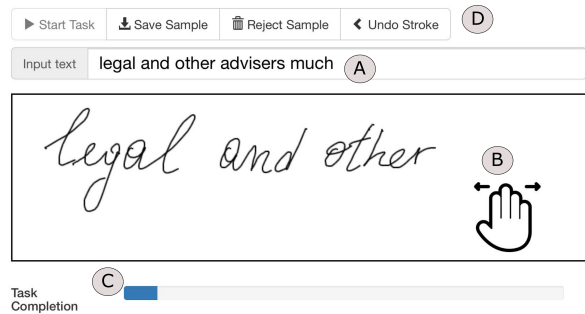 Start Task Save Sample Reject Sample Undo Stroke D
Input text legal and other advisers much A
legal and other
B
C
Task
Completion